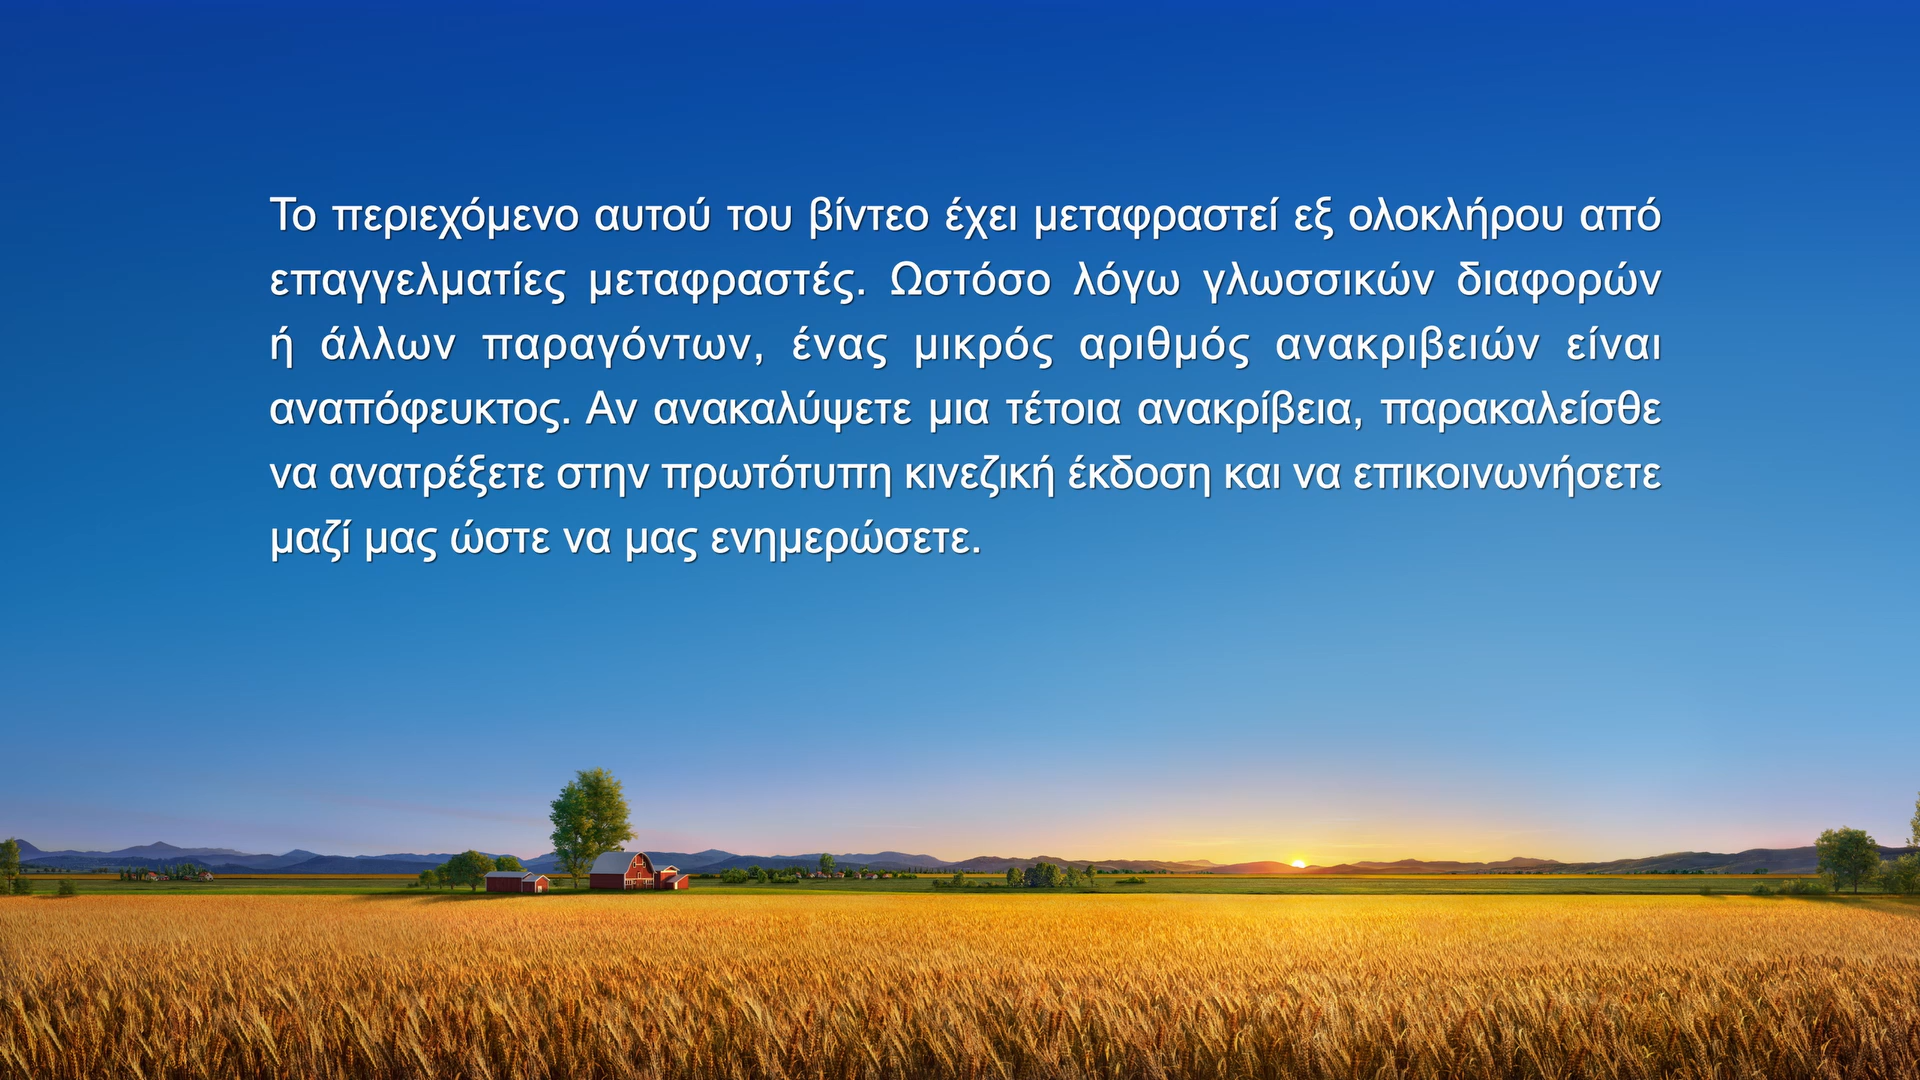 Το περιεχόμενο αυτού του βίντεο έχει μεταφραστεί εξ ολοκλήρου από
επαγγελματίες μεταφραστές. Ωστόσο λόγω γλωσσικών διαφορών
ή άλλων παραγόντων, ένας μικρός αριθμός ανακριβειών είναι
αναπόφευκτος. Αν ανακαλύψετε μια τέτοια ανακρίβεια, παρακαλείσθε
να ανατρέξετε στην πρωτότυπη κινεζική έκδοση και να επικοινωνήσετε
μαζί μας ώστε να μας ενημερώσετε.